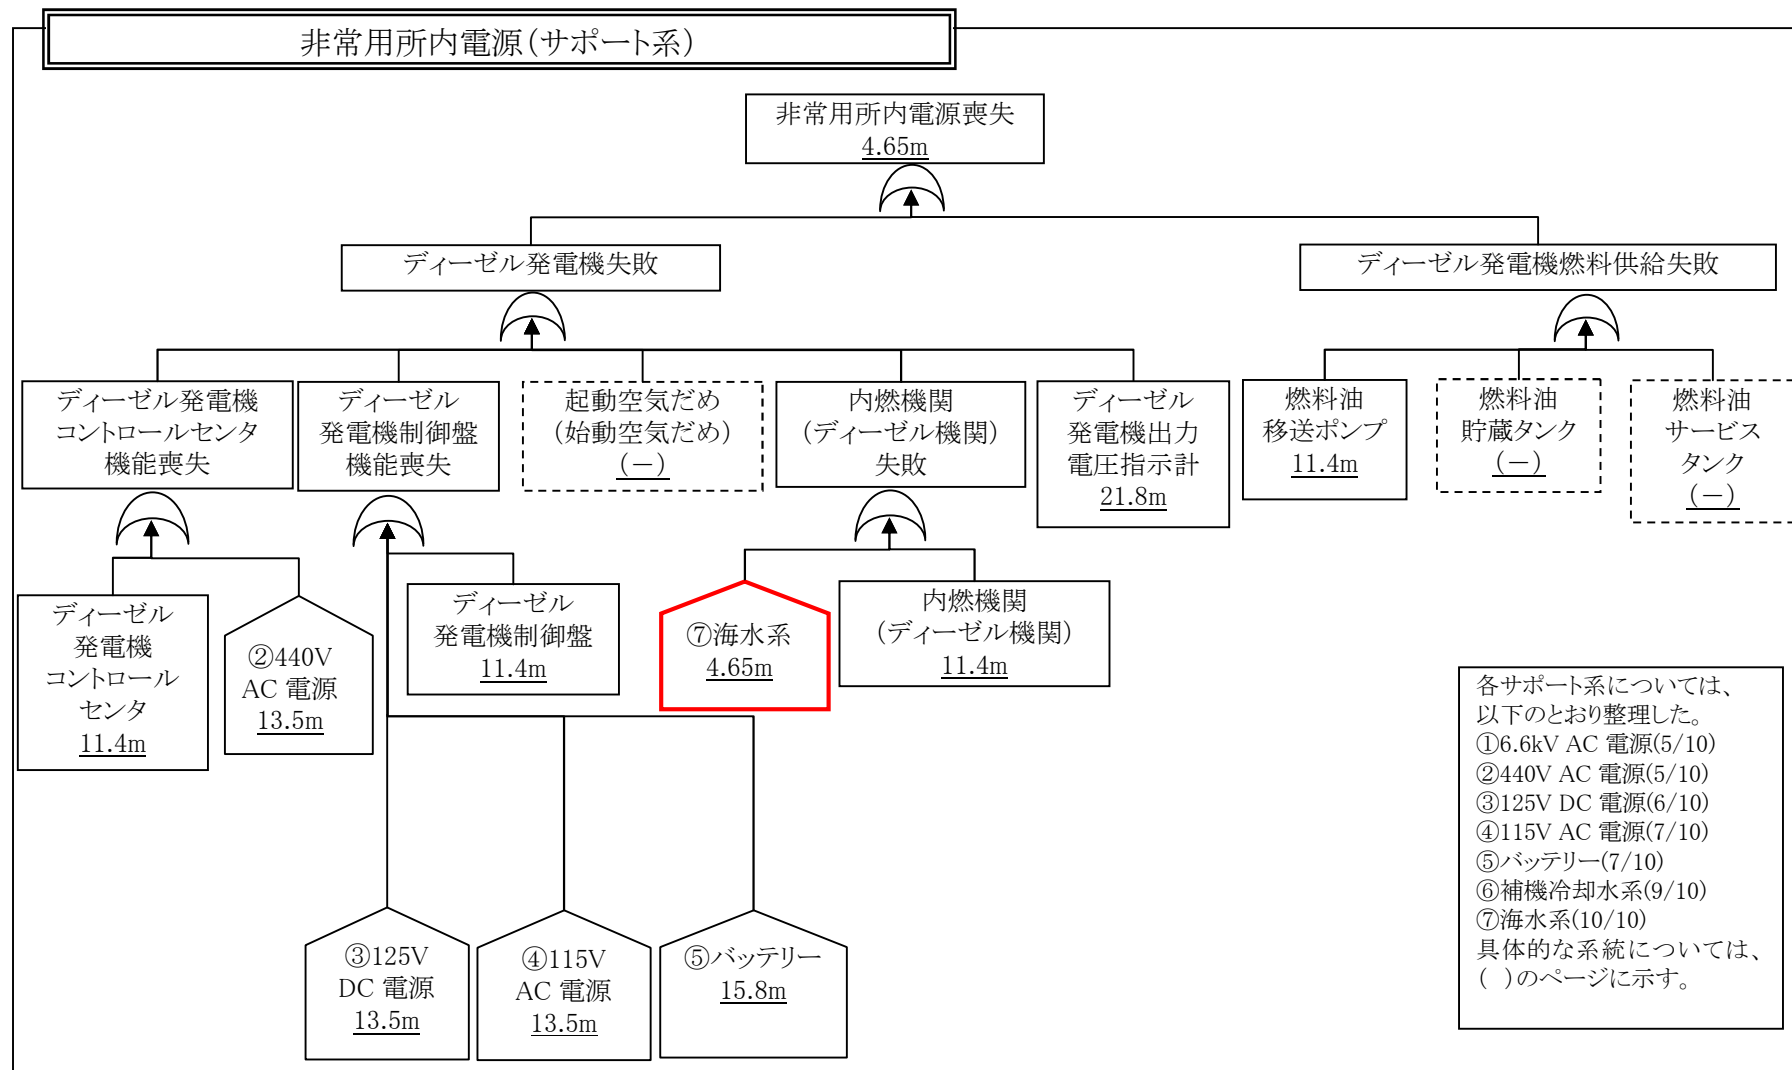 非常用所内電源(サポート系)
非常用所内電源喪失
4.65m
ディーゼル発電機失敗
ディーゼル発電機燃料供給失敗
ディーゼル発電機
コントロールセンタ
機能喪失
ディーゼル
発電機制御盤
機能喪失
起動空気だめ
(始動空気だめ)
(-)
内燃機関
(ディーゼル機関)
失敗
ディーゼル
発電機出力
電圧指示計
21.8m
燃料油
移送ポンプ
11.4m
燃料油
貯蔵タンク
(-)
燃料油
サービス
タンク
(-)
ディーゼル
発電機
コントロール
センタ
11.4m
②440V
AC 電源
13.5m
ディーゼル
発電機制御盤
11.4m
⑦海水系
4.65m
内燃機関
(ディーゼル機関)
11.4m
③125V
DC 電源
13.5m
④115V
AC 電源
13.5m
⑤バッテリー
15.8m
各サポート系については、
以下のとおり整理した。
①6.6kV AC 電源(5/10)
②440V AC 電源(5/10)
③125V DC 電源(6/10)
④115V AC 電源(7/10)
⑤バッテリー(7/10)
⑥補機冷却水系(9/10)
⑦海水系(10/10)
具体的な系統については、
( )のページに示す。